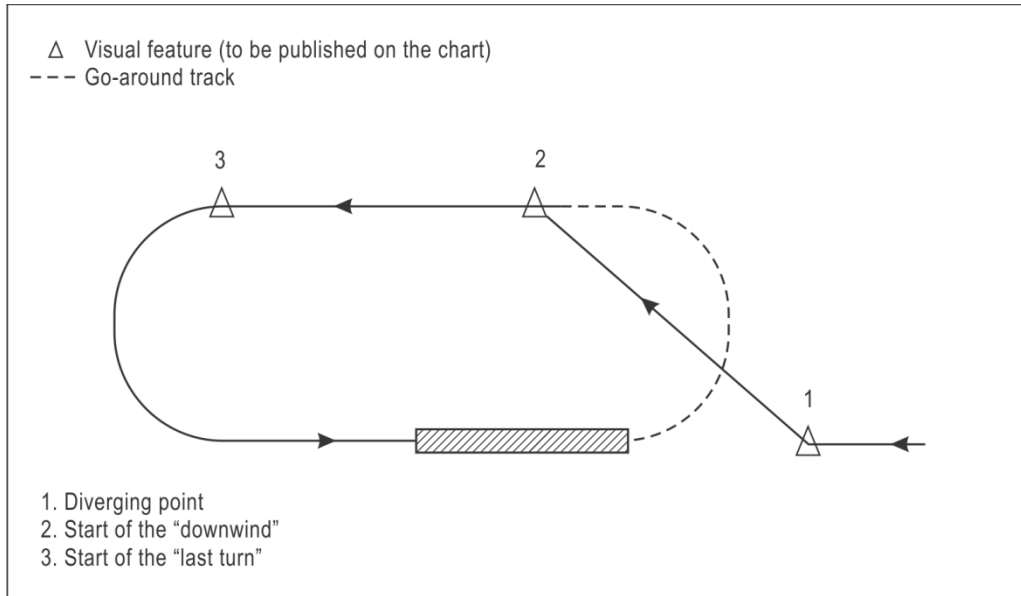 Visual feature (to be published on the chart)
Go-around track
3
2
1
1. Diverging point
2. Start of the “downwind”
3. Start of the “last turn”